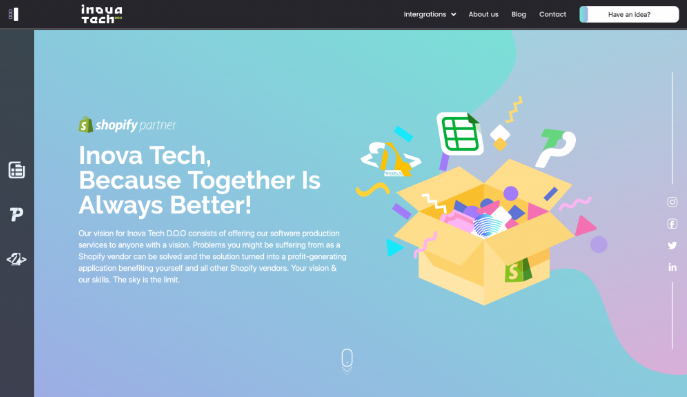 inova
Tech
Intergrations
About us
Blog
Contact
Have an idea?
shopify partner
Inova Tech,
Because Together Is
Always Better!
Our vision for Inova Tech D.O.O consists of offering our software production
services to anyone with a vision. Problems you might be suffering from as a
Shopify vendor can be solved and the solution turned into a profit-generating
application benefiting yourself and all other Shopify vendors. Your vision &
our skills. The sky is the limit.